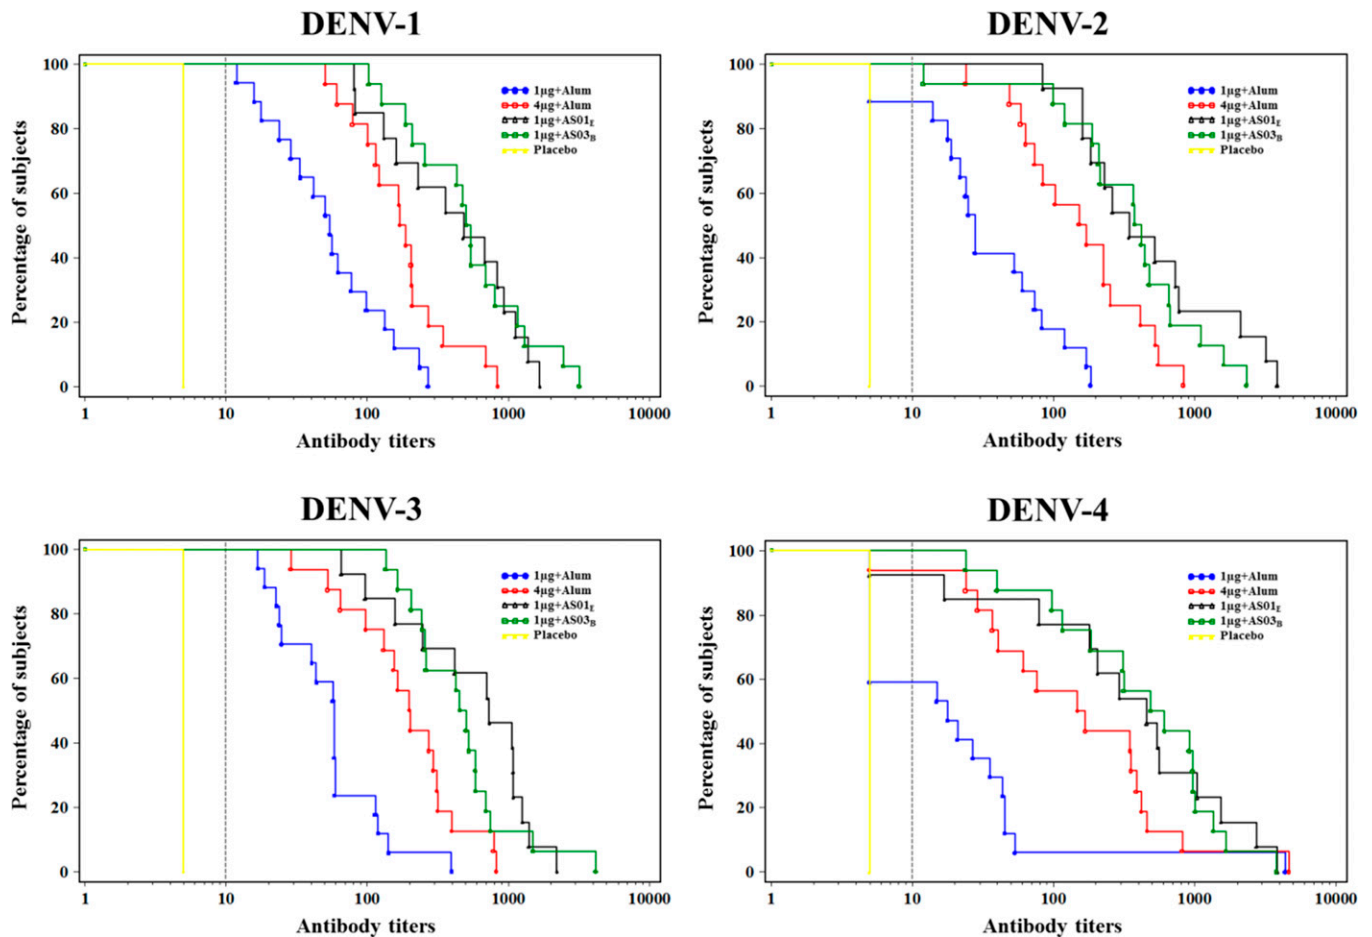 DENV-1
Percentage of subjects
100
80
60
40
20
0
1µg+Alum
4µg+Alum
1µg+AS01E
1µg+AS03B
Placebo
1 10 100 1000 10000
Antibody titers
DENV-2
Percentage of subjects
100
80
60
40
20
0
1µg+Alum
4µg+Alum
1µg+AS01E
1µg+AS03B
Placebo
1 10 100 1000 10000
Antibody titers
DENV-3
Percentage of subjects
100
80
60
40
20
0
1µg+Alum
4µg+Alum
1µg+AS01E
1µg+AS03B
Placebo
1 10 100 1000 10000
Antibody titers
DENV-4
Percentage of subjects
100
80
60
40
20
0
1µg+Alum
4µg+Alum
1µg+AS01E
1µg+AS03B
Placebo
1 10 100 1000 10000
Antibody titers